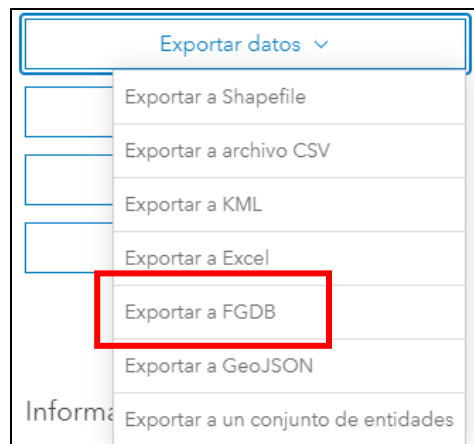 Exportar datos
Exportar a Shapefile
Exportar a archivo CSV
Exportar a KML
Exportar a Excel
Exportar a FGDB
Exportar a GeoJSON
Informa
Exportar a un conjunto de entidades